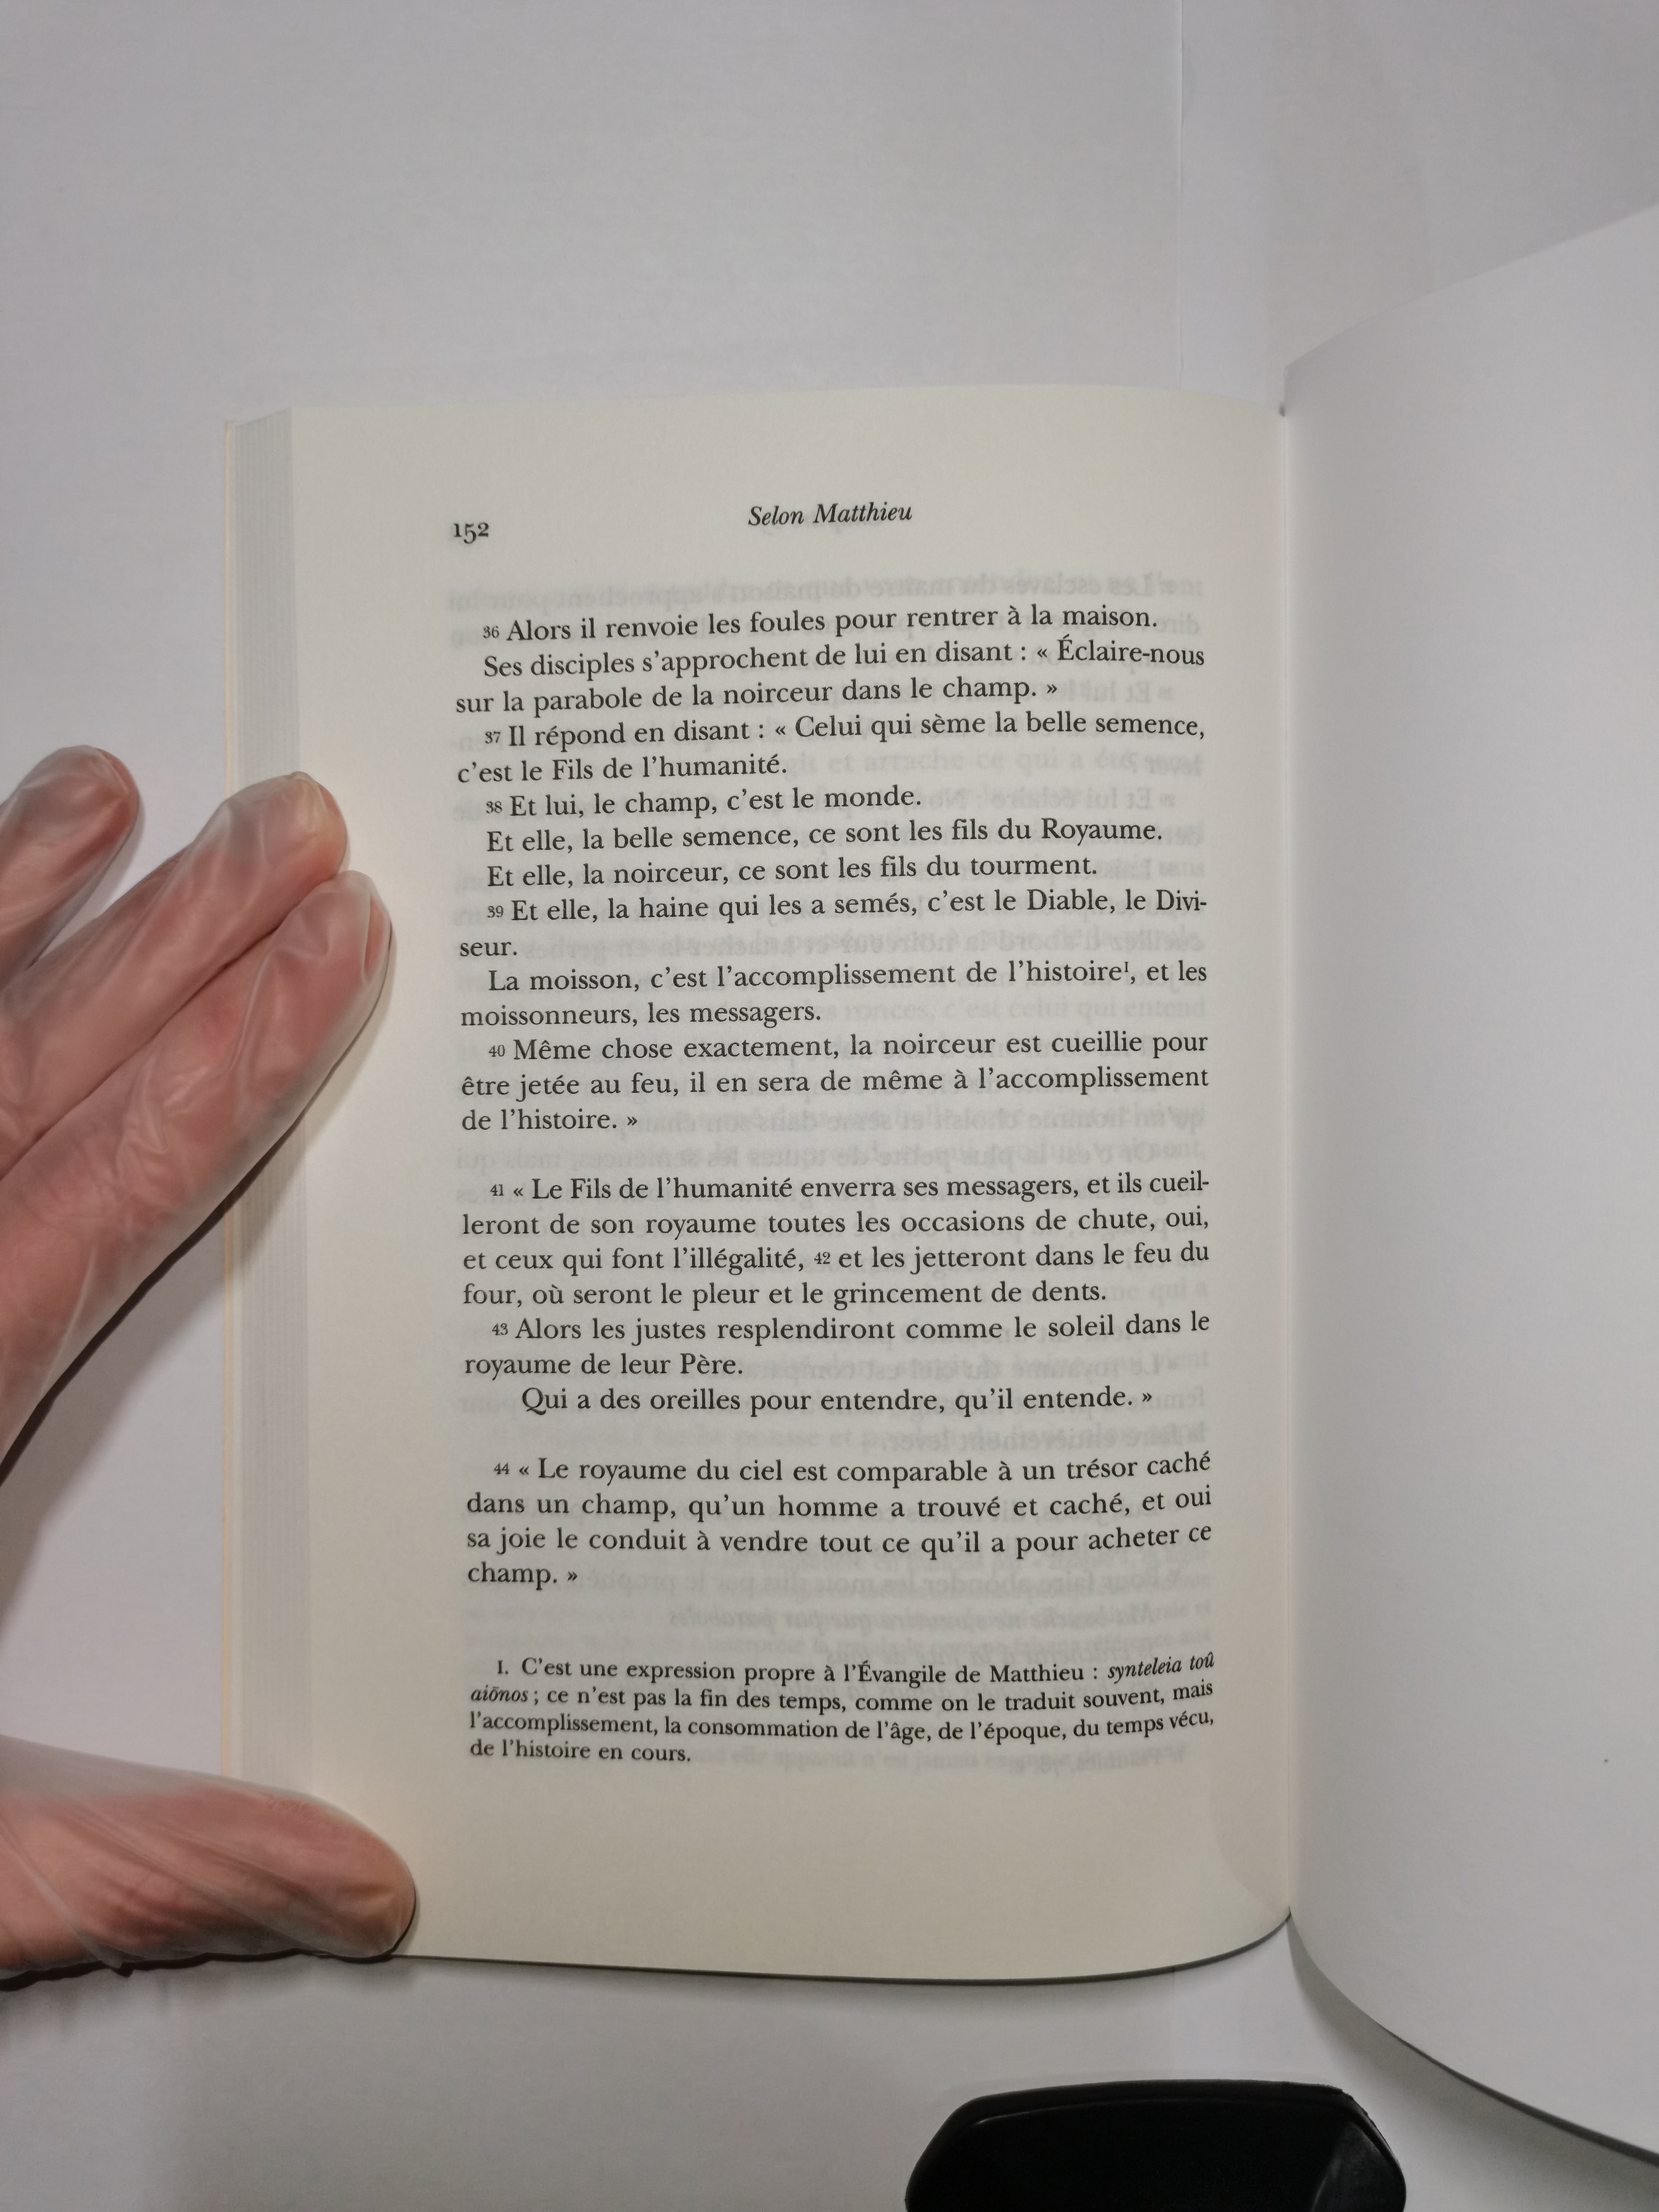 152
Selon Matthieu
36 Alors il renvoie les foules pour rentrer à la maison.
Ses disciples s'approchent de lui en disant : « Éclaire-nous
sur la parabole de la noirceur dans le champ. »
37 Il répond en disant : « Celui qui sème la belle semence,
c'est le Fils de l'humanité.
38 Et lui, le champ, c'est le monde.
Et elle, la belle semence, ce sont les fils du Royaume.
Et elle, la noirceur, ce sont les fils du tourment.
39 Et elle, la haine qui les a semés, c'est le Diable, le Divi-
seur.
La moisson, c'est l'accomplissement de l'histoire¹, et les
moissonneurs, les messagers.
40 Même chose exactement, la noirceur est cueillie pour
être jetée au feu, il en sera de même à l'accomplissement
de l'histoire. »
41 « Le Fils de l'humanité enverra ses messagers, et ils cueil-
leront de son royaume toutes les occasions de chute, oui,
et ceux qui font l'illégalité, 42 et les jetteront dans le feu du
four, où seront le pleur et le grincement de dents.
43 Alors les justes resplendiront comme le soleil dans le
royaume de leur Père.
Qui a des oreilles pour entendre, qu'il entende. »
44 « Le royaume du ciel est comparable à un trésor caché
dans un champ, qu'un homme a trouvé et caché, et oui
sa joie le conduit à vendre tout ce qu'il a pour acheter ce
champ. »
1. C'est une expression propre à l'Évangile de Matthieu : synteleia toû
aiōnos ; ce n'est pas la fin des temps, comme on le traduit souvent, mais
l'accomplissement, la consommation de l'âge, de l'époque, du temps vécu,
de l'histoire en cours.